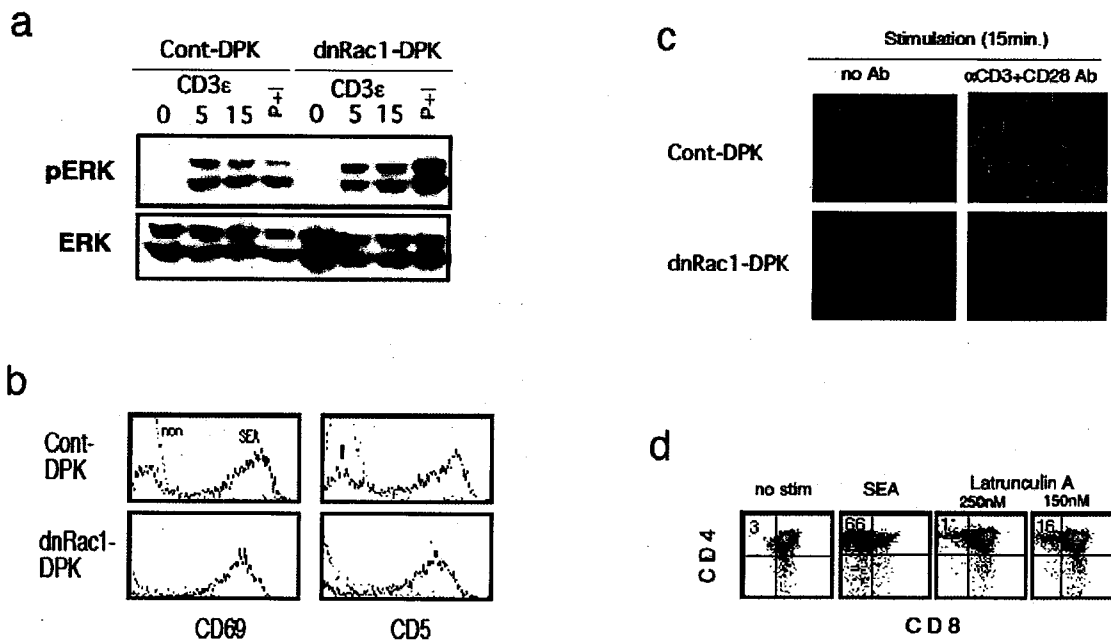 a
Cont-DPK dnRac1-DPK
CD3ε CD3ε
0 5 15 P+I 0 5 15 P+I
pERK
ERK
b
Cont-DPK
non SEA
dnRac1-DPK
CD69 CD5
c
Stimulation (15min.)
no Ab αCD3+CD28 Ab
Cont-DPK
dnRac1-DPK
d
no stim SEA Latrunculin A
250nM 150nM
3 66 16
CD4
CD8